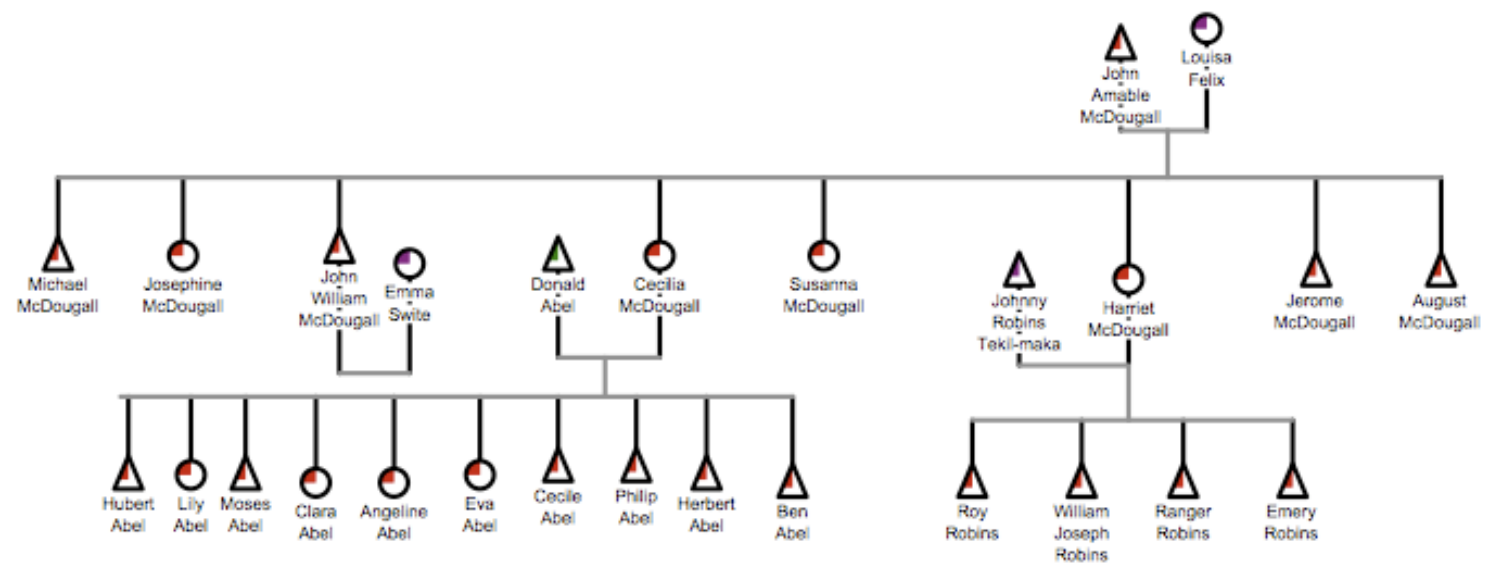 John
Amable
McDougall
Louisa
Felix
Michael
McDougall
Josephine
McDougall
John
William
McDougall
Emma
Swite
Donald
Abel
Cecilia
McDougall
Susanna
McDougall
Johnny
Robins
Tekil-maka
Harriet
McDougall
Jerome
McDougall
August
McDougall
Hubert
Abel
Lily
Abel
Moses
Abel
Clara
Abel
Angeline
Abel
Eva
Abel
Cecile
Abel
Philip
Abel
Herbert
Abel
Ben
Abel
Roy
Robins
William
Joseph
Robins
Ranger
Robins
Emery
Robins